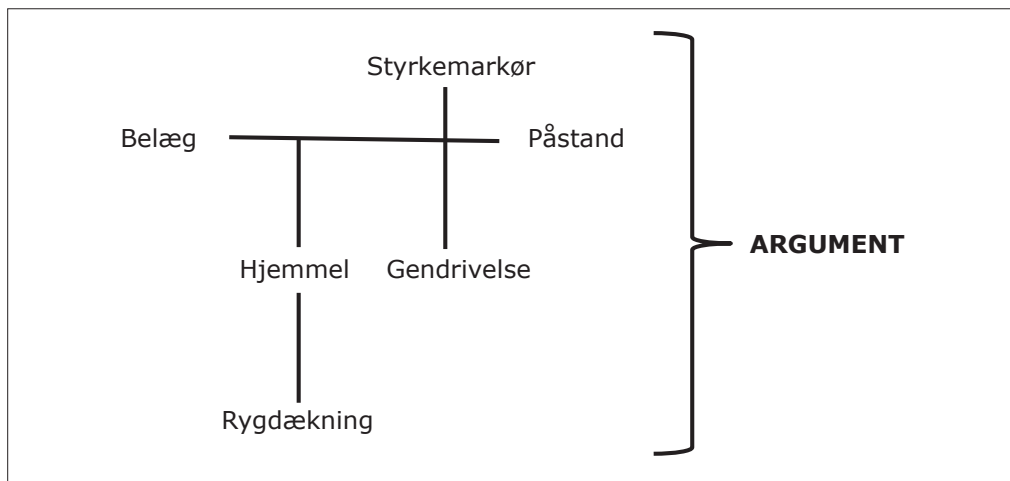 Styrkemarkør
Belæg
Påstand
ARGUMENT
Hjemmel
Gendrivelse
Rygdækning